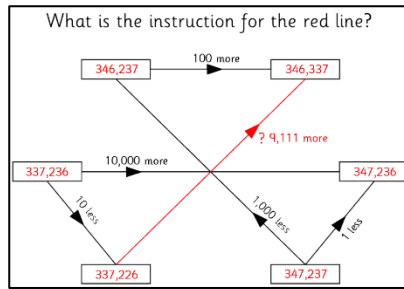 What is the instruction for the red line?
100 more
346,237
346,337
? 9,111 more
10,000 more
337,236
347,236
10 less
1,000 less
1 less
337,226
347,237